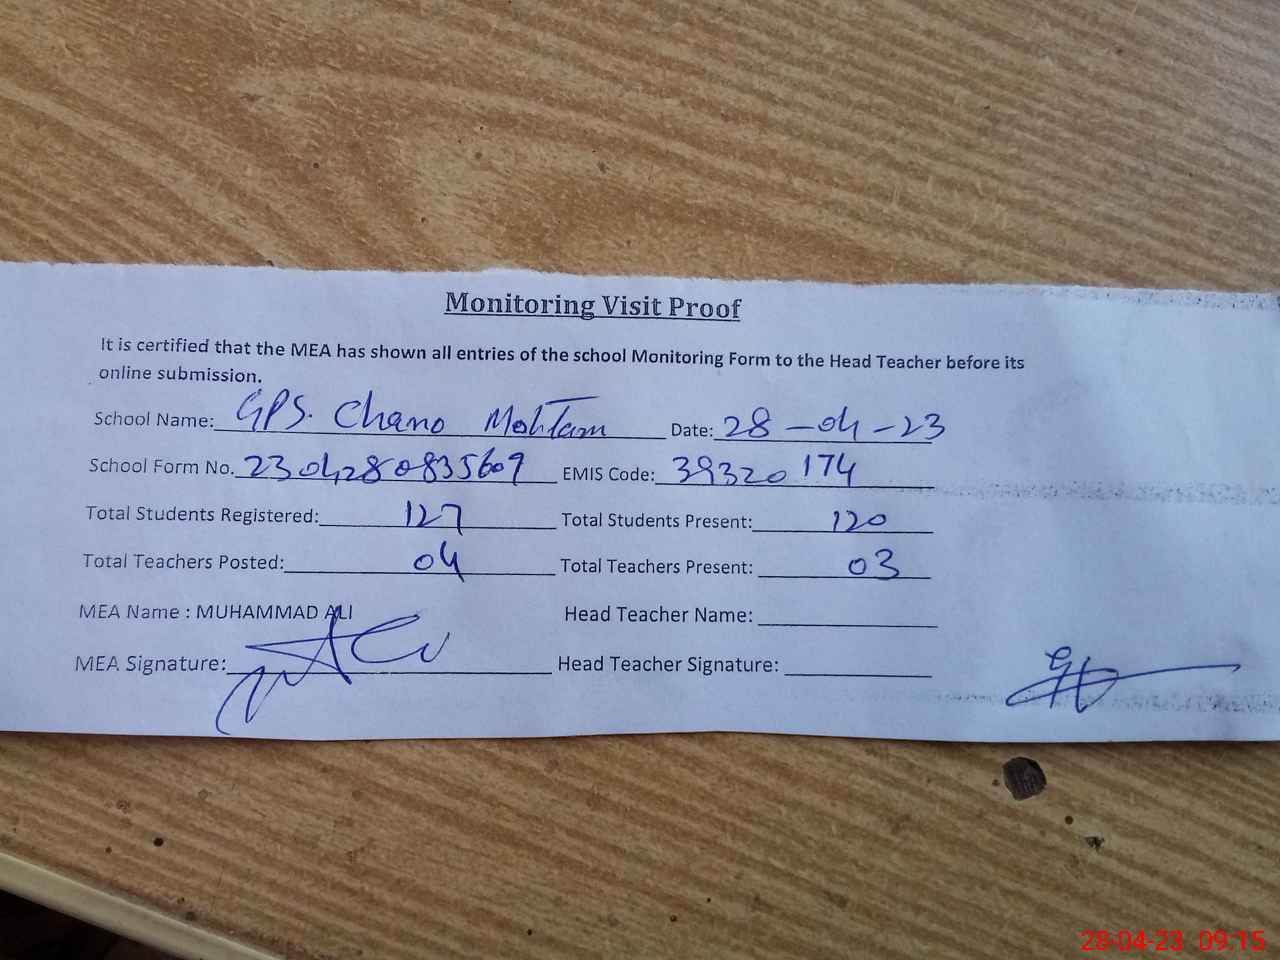 Monitoring Visit Proof
It is certified that the MEA has shown all entries of the school Monitoring Form to the Head Teacher before its
online submission.
School Name: GPS. Chano Mohtam Date: 28-04-23
School Form No. 2304280835609 EMIS Code: 39320174
Total Students Registered: 127 Total Students Present: 120
Total Teachers Posted: 04 Total Teachers Present: 03
MEA Name : MUHAMMAD ALI Head Teacher Name:
MEA Signature: Head Teacher Signature:
28-04-23 09:15